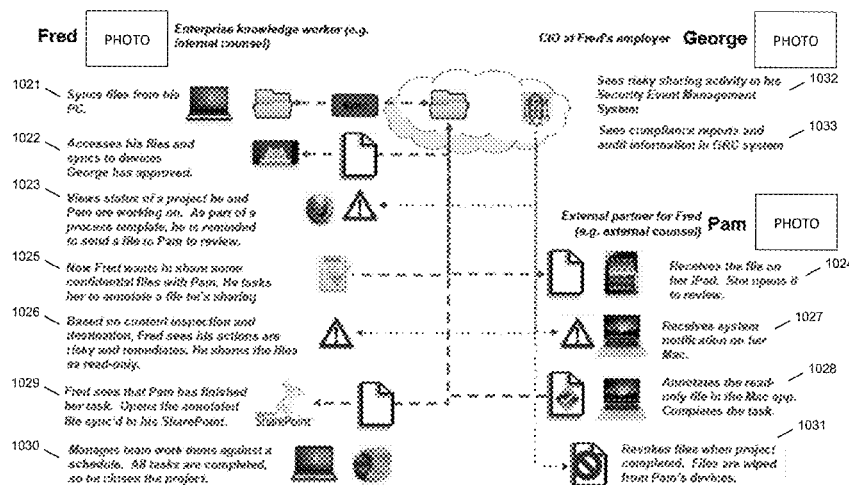 Fred
PHOTO
Enterprise knowledge worker (e.g.
internal counsel)
CIO at Fred's employer
George
PHOTO
1021
Syncs files from his
PC.
Sees risky sharing activity in his
Security Event Management
System
1032
Sees compliance reports and
audit information in GRC system
1033
1022
Accesses his files and
syncs to devices
George has approved.
1023
Views status of a project he and
Pam are working on. As part of a
process template, he is reminded
to send a file to Pam to review.
External partner for Fred
(e.g. external counsel)
Pam
PHOTO
1025
Now Fred wants to share some
confidential files with Pam. He tasks
her to annotate a file he's sharing
Receives the file on
her iPad. She opens it
to review.
1024
1026
Based on content inspection and
destination, Fred sees his actions are
risky and remediates. He shares the files
as read-only.
Receives system
notification on her
Mac.
1027
1029
Fred sees that Pam has finished
her task. Opens the annotated
file sync'd in his SharePoint.
SharePoint
Annotates the read-
only file in the Mac app.
Completes the task.
1028
1030
Manages team work items against a
schedule. All tasks are completed,
so he closes the project.
Revokes files when project
completed. Files are wiped
from Pam's devices.
1031